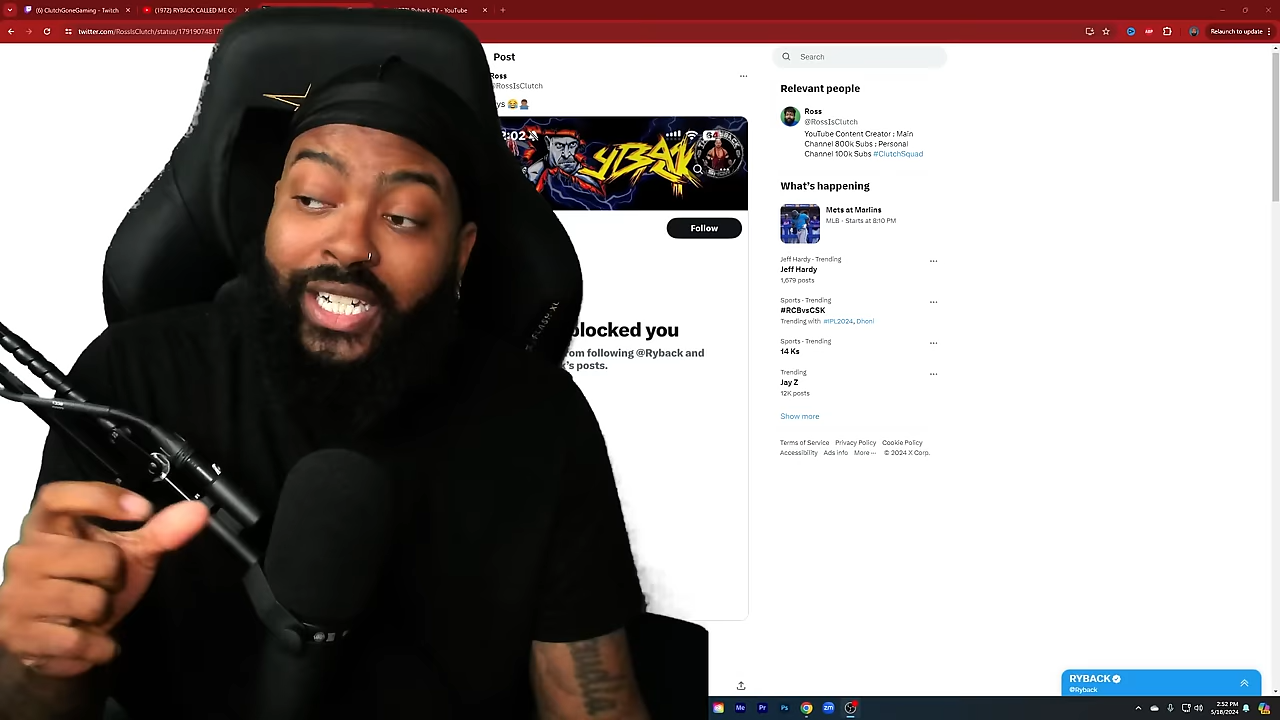 (6) ClutchGoneGaming - Twitch
(1972) RYBACK CALLED ME OU
Ryback TV - YouTube
twitter.com/RossIsClutch/status/179190748175
Relaunch to update
Post
Ross
@RossIsClutch
Follow
blocked you
om following @Ryback and
's posts.
Search
Relevant people
Ross
@RossIsClutch
YouTube Content Creator : Main
Channel 800k Subs : Personal
Channel 100k Subs #ClutchSquad
What's happening
Mets at Marlins
MLB · Starts at 8:10 PM
Jeff Hardy · Trending
Jeff Hardy
1,679 posts
Sports · Trending
#RCBvsCSK
Trending with #IPL2024, Dhoni
Sports · Trending
14 Ks
Trending
Jay Z
12K posts
Show more
Terms of Service Privacy Policy Cookie Policy
Accessibility Ads info More ··· © 2024 X Corp.
RYBACK
@Ryback
2:52 PM
5/18/2024